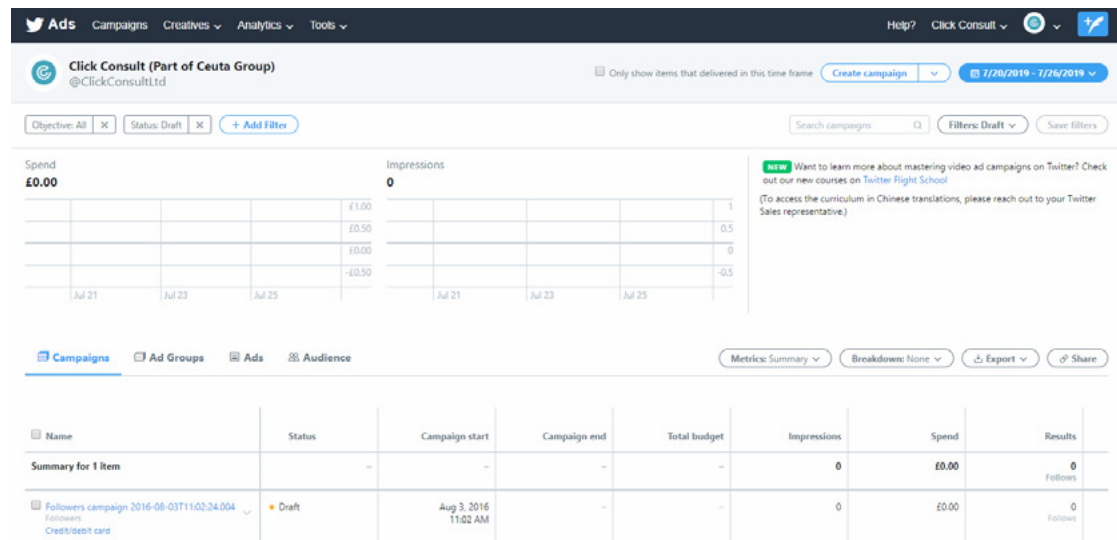 Ads Campaigns Creatives Analytics Tools Help? Click Consult
Click Consult (Part of Ceuta Group)
@ClickConsultLtd
Only show items that delivered in this time frame Create campaign 7/20/2019 - 7/26/2019
Objective: All × Status: Draft × + Add Filter Search campaigns Filters: Draft Save filters
Spend
£0.00
£1.00
£0.50
£0.00
-£0.50
Jul 21 Jul 23 Jul 25
Impressions
0
1
0.5
0
-0.5
Jul 21 Jul 23 Jul 25
NEW Want to learn more about mastering video ad campaigns on Twitter? Check
out our new courses on Twitter Flight School
(To access the curriculum in Chinese translations, please reach out to your Twitter
Sales representative.)
Campaigns Ad Groups Ads Audience Metrics: Summary Breakdown: None Export Share
Name Status Campaign start Campaign end Total budget Impressions Spend Results
Summary for 1 item – – – – 0 £0.00 0
Follows
Followers campaign 2016-08-03T11:02:24.004 Draft Aug 3, 2016 – – 0 £0.00 0
Followers 11:02 AM Follows
Credit/debit card